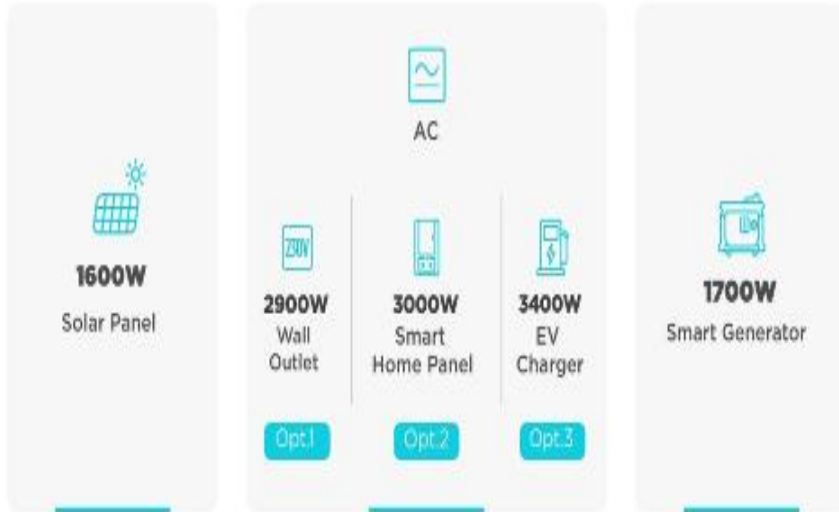 1600W
Solar Panel
AC
230V
2900W
Wall
Outlet
Opt.1
3000W
Smart
Home Panel
Opt.2
3400W
EV
Charger
Opt.3
1700W
Smart Generator